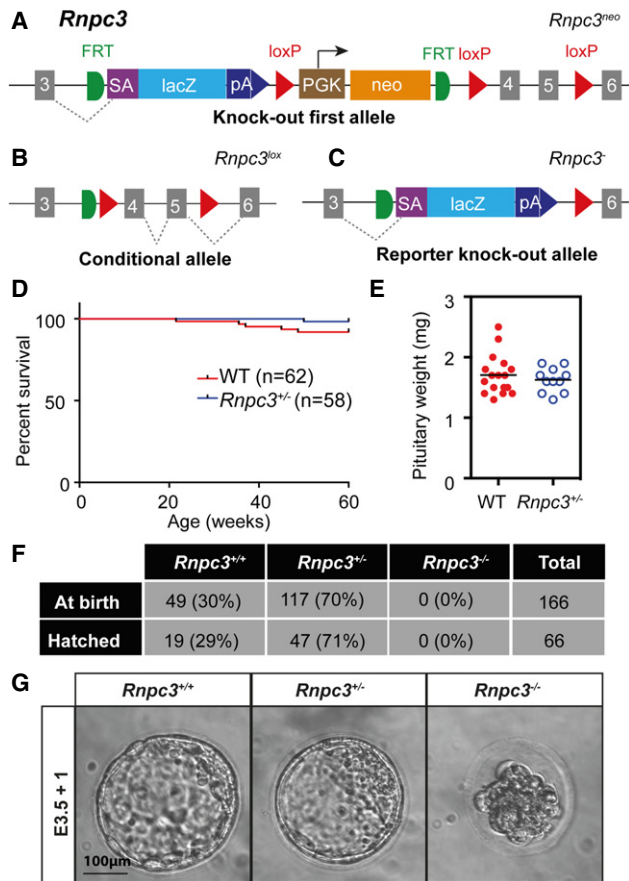 A Rnpc3 Rnpc3neo
FRT loxP FRT loxP loxP
3 SA lacZ pA PGK neo 4 5 6
Knock-out first allele
B Rnpc3lox
3 4 5 6
Conditional allele
C Rnpc3-
3 SA lacZ pA 6
Reporter knock-out allele
D
Percent survival
100
50
0
WT (n=62)
Rnpc3+/- (n=58)
0 20 40 60
Age (weeks)
E
Pituitary weight (mg)
3
2
1
0
WT Rnpc3+/-
F
Rnpc3+/+ Rnpc3+/- Rnpc3-/- Total
At birth 49 (30%) 117 (70%) 0 (0%) 166
Hatched 19 (29%) 47 (71%) 0 (0%) 66
G
Rnpc3+/+ Rnpc3+/- Rnpc3-/-
E3.5 + 1
100µm